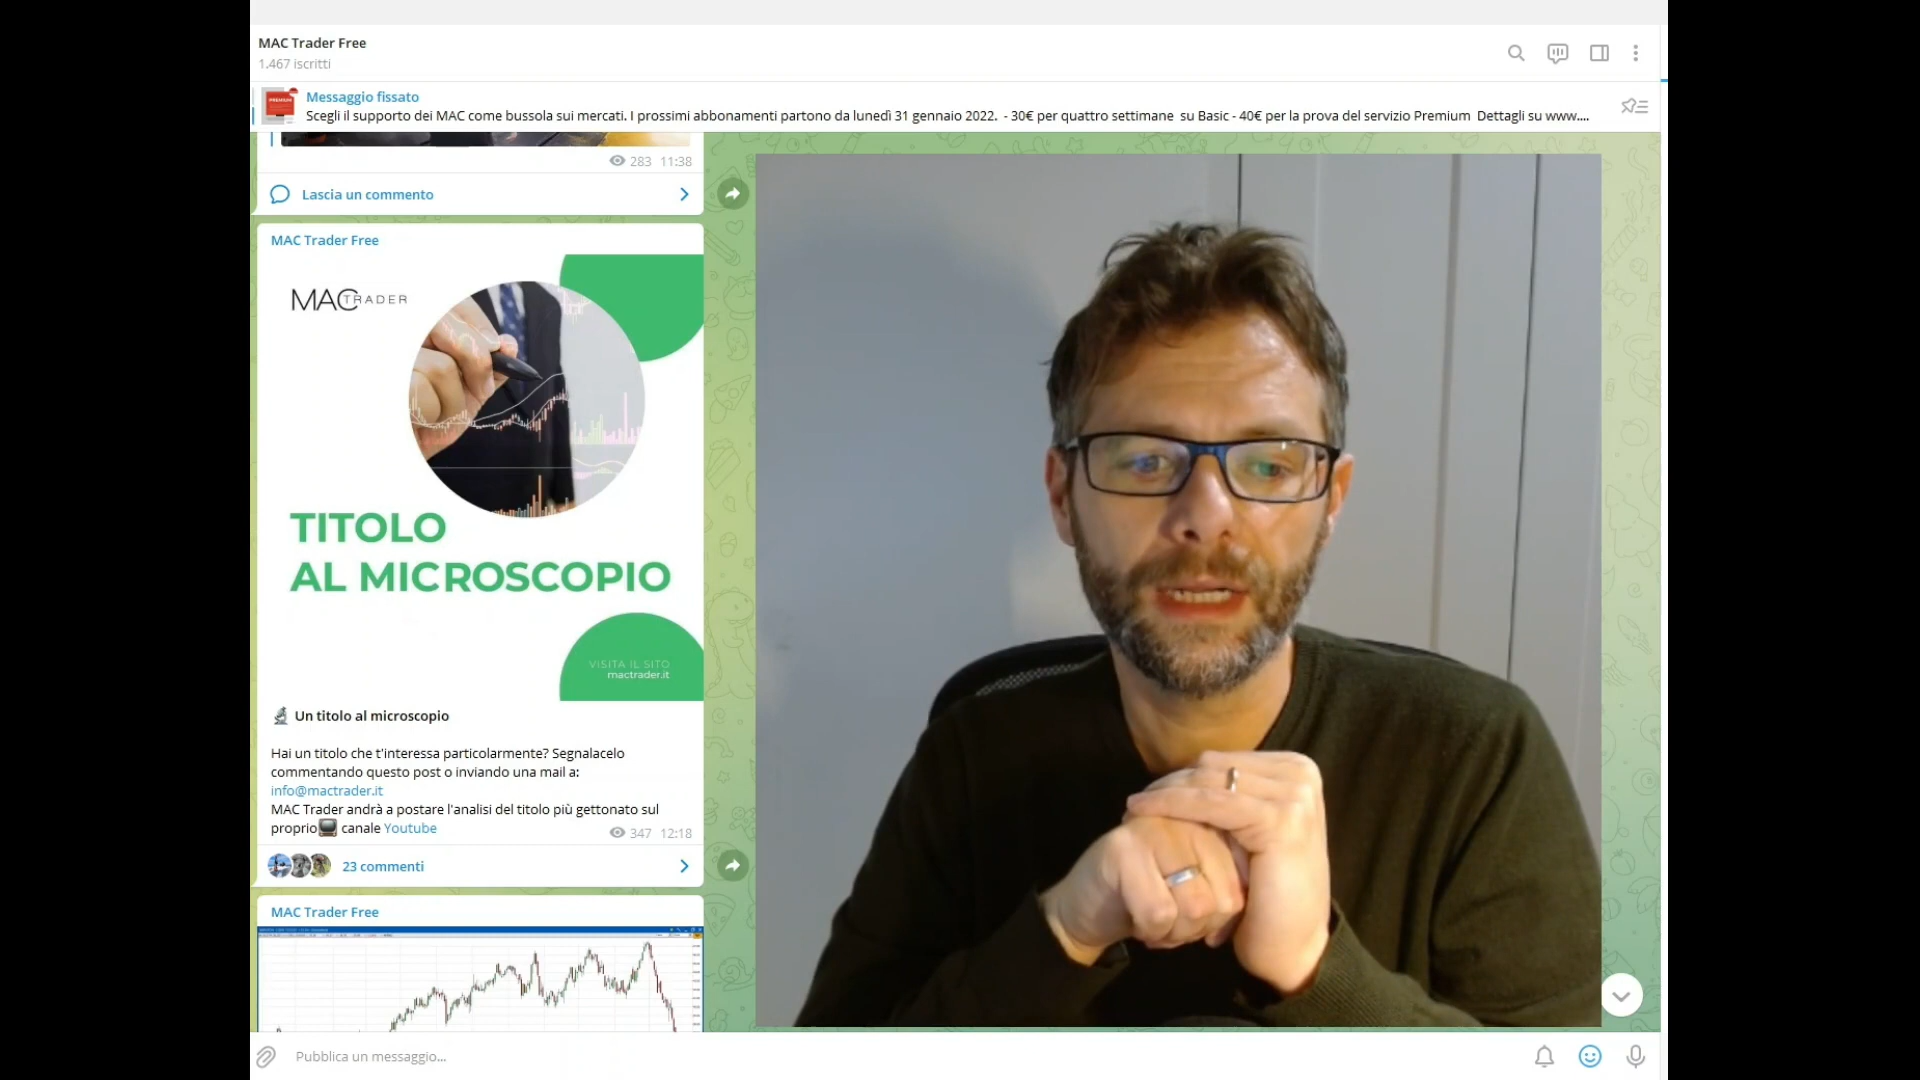 MAC Trader Free
1.467 iscritti
Messaggio fissato
Scegli il supporto dei MAC come bussola sui mercati. I prossimi abbonamenti partono da lunedì 31 gennaio 2022. - 30€ per quattro settimane su Basic - 40€ per la prova del servizio Premium Dettagli su www....
PREMIUM
283 11:38
Lascia un commento
MAC Trader Free
MAC TRADER
TITOLO
AL MICROSCOPIO
VISITA IL SITO
mactrader.it
Un titolo al microscopio
Hai un titolo che t'interessa particolarmente? Segnalacelo
commentando questo post o inviando una mail a:
info@mactrader.it
MAC Trader andrà a postare l'analisi del titolo più gettonato sul
proprio canale Youtube
347 12:18
23 commenti
MAC Trader Free
Pubblica un messaggio...